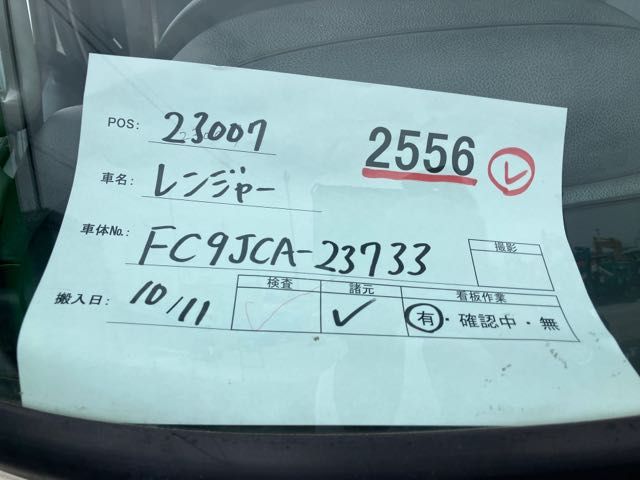 POS: 23007
2556 レ
車名: レンジャー
車体No.: FC9JCA-23733
撮影
搬入日: 10/11
検査 諸元 看板作業
✓ ✓ 有・確認中・無